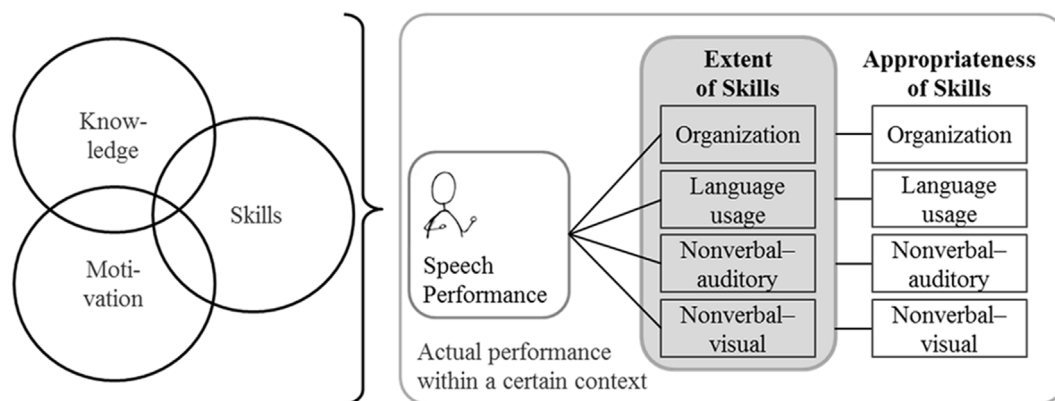 Know-
ledge
Skills
Moti-
vation
Speech
Performance
Actual performance
within a certain context
Extent
of Skills
Organization
Language
usage
Nonverbal–
auditory
Nonverbal–
visual
Appropriateness
of Skills
Organization
Language
usage
Nonverbal–
auditory
Nonverbal–
visual